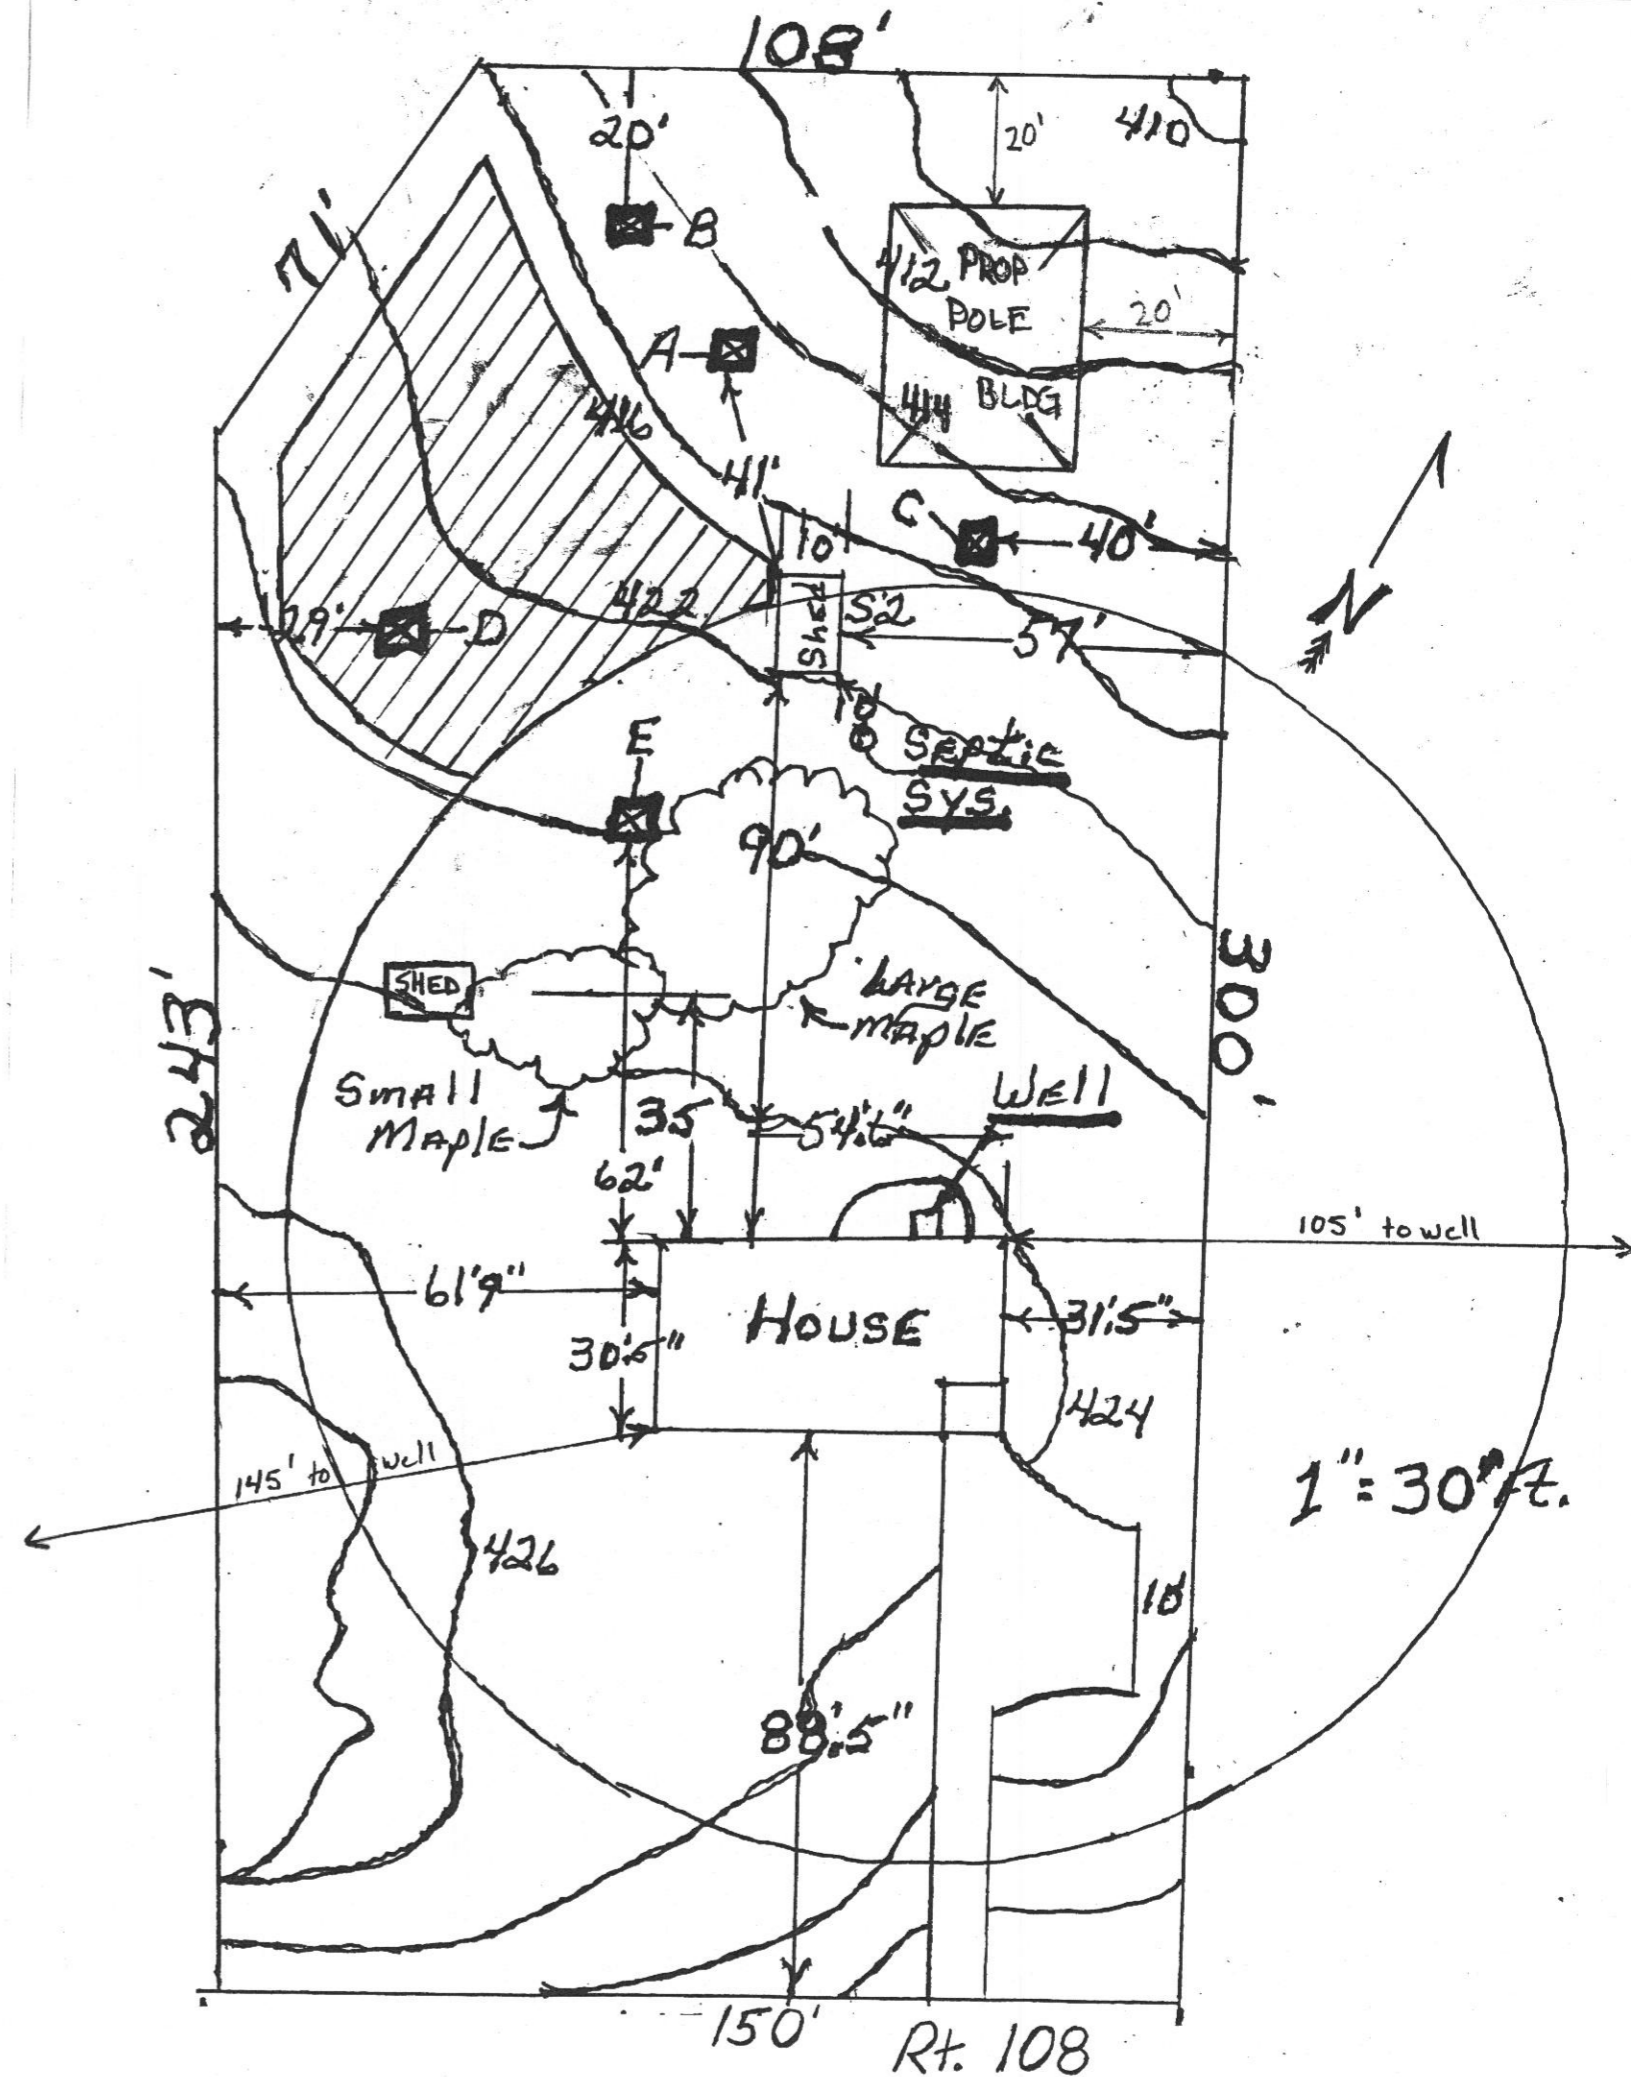 108'
20'
20'
410
71'
B
412
PROP
POLE
BLDG
20'
A
414
416
41'
C
10'
40'
N
29'
D
422
Shed
52
57'
10'
E
SEPtic
SYS.
90'
SHED
LARGE
MAPlE
300'
243'
SMAll
MAPlE
35
54'.6"
WEll
62'
105' to well
61'9"
HOUSE
31'.5"
30'.5"
424
145' to well
1" = 30' Ft.
426
10'
88'.5"
150'
Rt. 108